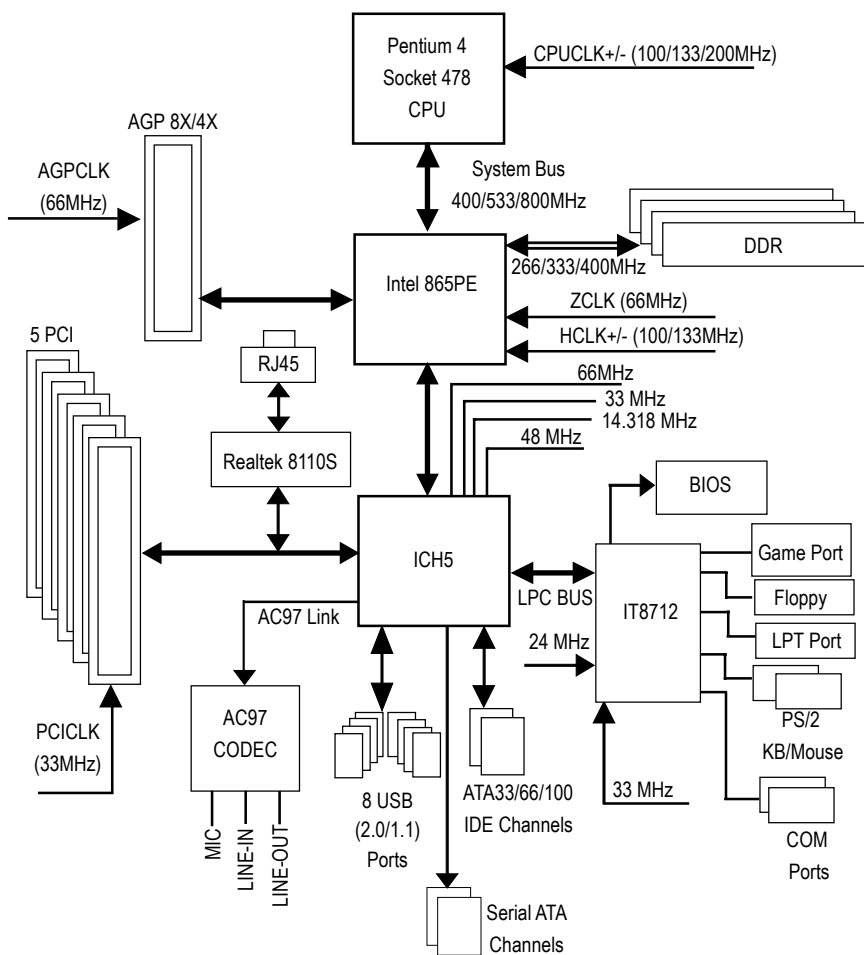 Pentium 4
Socket 478
CPU
CPUCLK+/- (100/133/200MHz)
AGP 8X/4X
AGPCLK
(66MHz)
System Bus
400/533/800MHz
DDR
266/333/400MHz
Intel 865PE
ZCLK (66MHz)
HCLK+/- (100/133MHz)
5 PCI
RJ45
66MHz
33 MHz
14.318 MHz
48 MHz
Realtek 8110S
BIOS
ICH5
Game Port
LPC BUS
IT8712
Floppy
AC97 Link
24 MHz
LPT Port
PCICLK
(33MHz)
AC97
CODEC
PS/2
KB/Mouse
8 USB
(2.0/1.1)
Ports
ATA33/66/100
IDE Channels
33 MHz
MIC
LINE-IN
LINE-OUT
COM
Ports
Serial ATA
Channels